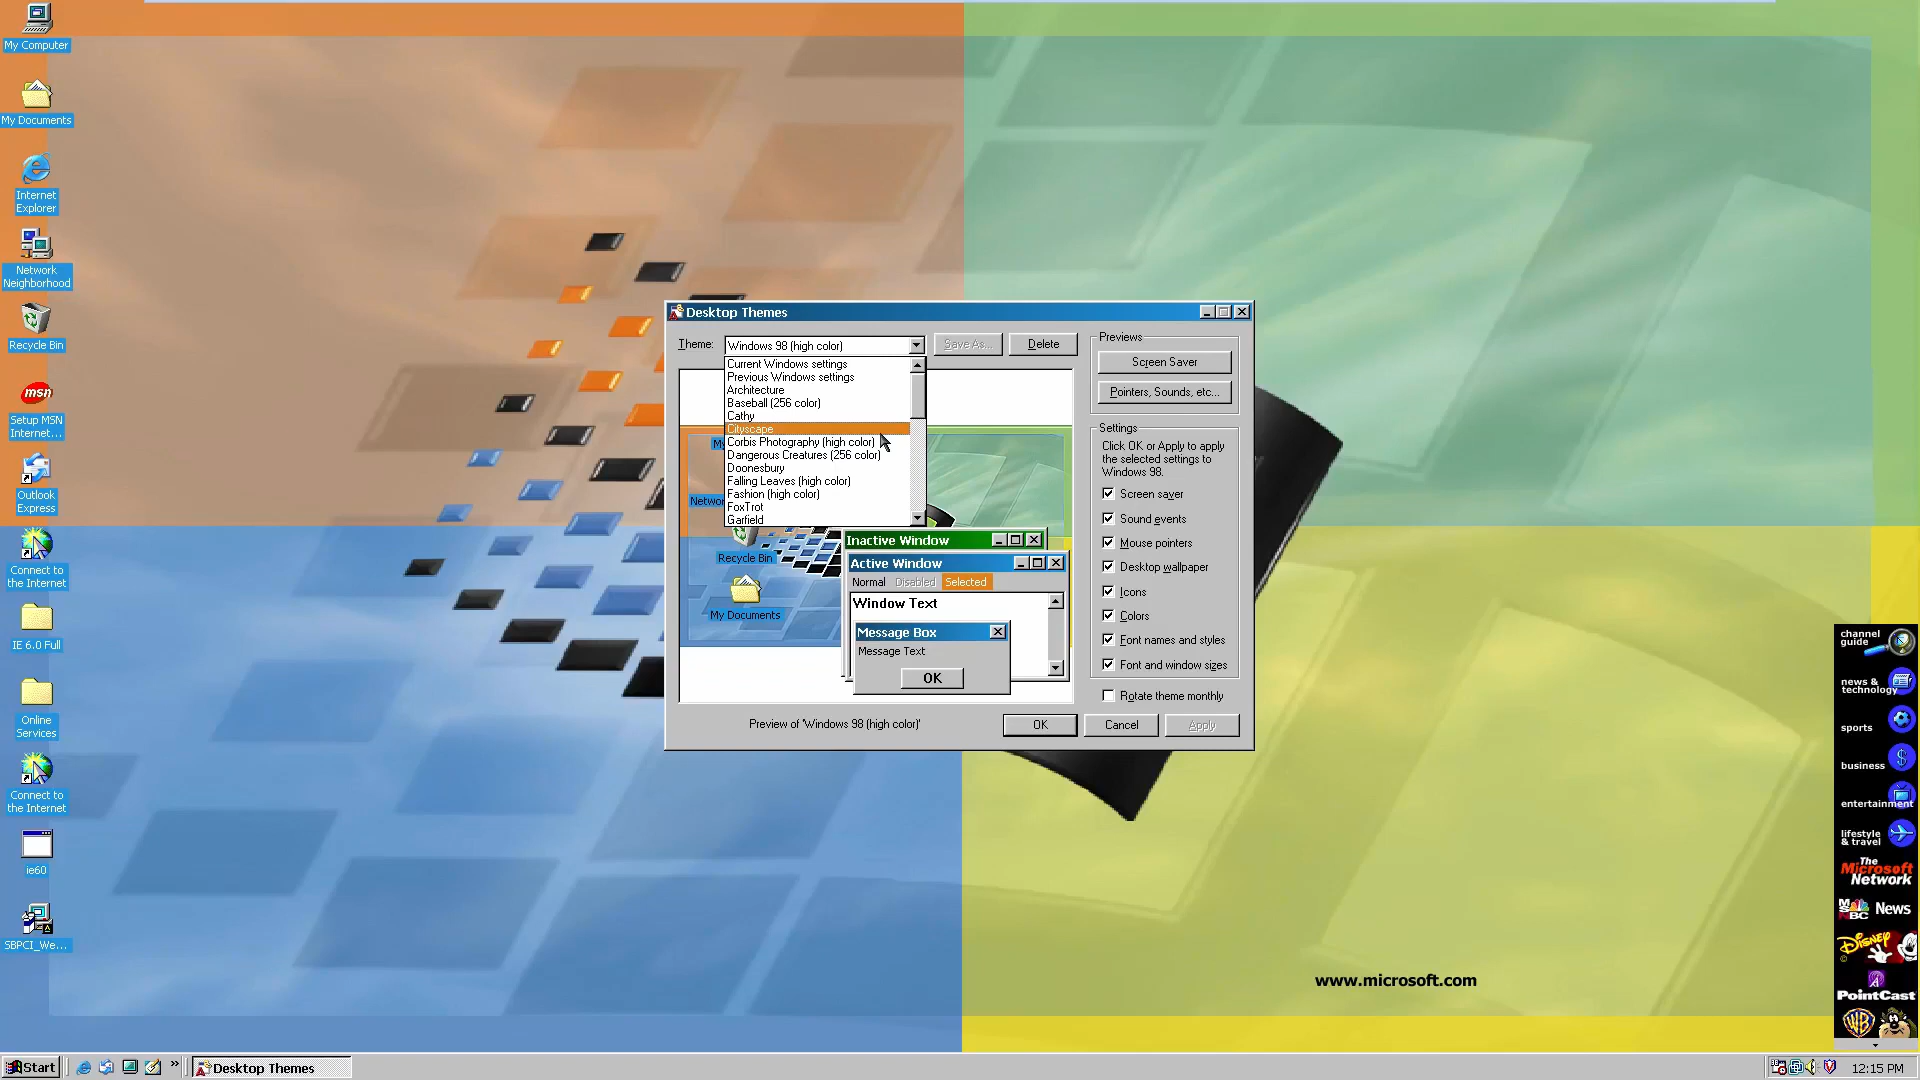 My Computer
My Documents
Internet
Explorer
Network
Neighborhood
Recycle Bin
msn
Setup MSN
Internet...
Outlook
Express
Connect to
the Internet
IE 6.0 Full
Online
Services
Connect to
the Internet
ie60
SBPCI_We...
Desktop Themes
Theme:
Windows 98 (high color)
Save As...
Delete
Current Windows settings
Previous Windows settings
Architecture
Baseball (256 color)
Cathy
Cityscape
Corbis Photography (high color)
Dangerous Creatures (256 color)
Doonesbury
Falling Leaves (high color)
Fashion (high color)
FoxTrot
Garfield
My
Networ
Recycle Bin
My Documents
Inactive Window
Active Window
Normal Disabled Selected
Window Text
Message Box
Message Text
OK
Preview of 'Windows 98 (high color)'
Previews
Screen Saver
Pointers, Sounds, etc...
Settings
Click OK or Apply to apply
the selected settings to
Windows 98.
Screen saver
Sound events
Mouse pointers
Desktop wallpaper
Icons
Colors
Font names and styles
Font and window sizes
Rotate theme monthly
OK
Cancel
Apply
www.microsoft.com
channel
guide
news &
technology
sports
business
entertainment
lifestyle
& travel
The
Microsoft
Network
MSNBC News
Disney
PointCast
WB
Start
»
Desktop Themes
12:15 PM